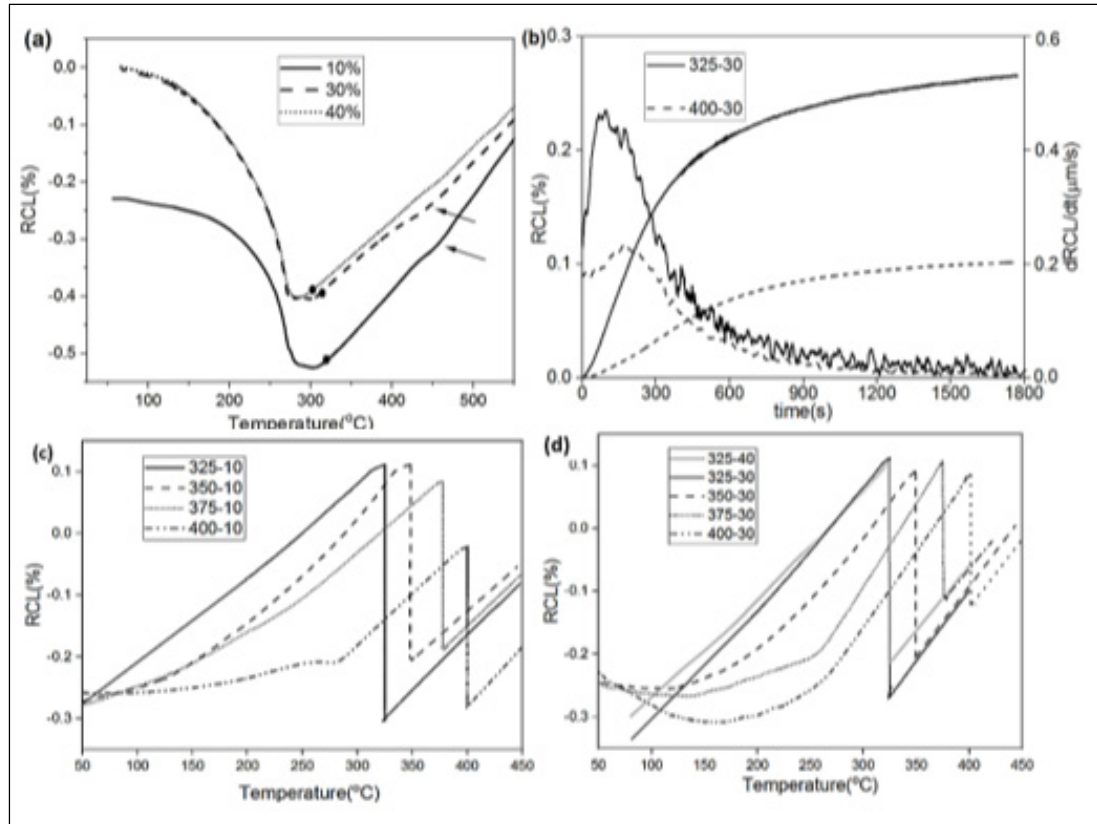 (a)
10%
30%
40%
0.0
-0.1
-0.2
-0.3
-0.4
-0.5
RCL(%)
100 200 300 400 500
Temperature(°C)
(b)
325-30
400-30
0.3
0.2
0.1
0.0
RCL(%)
0.6
0.4
0.2
0.0
dRCL/dt(μm/s)
0 300 600 900 1200 1500 1800
time(s)
(c)
325-10
350-10
375-10
400-10
0.1
0.0
-0.1
-0.2
-0.3
RCL(%)
50 100 150 200 250 300 350 400 450
Temperature(°C)
(d)
325-40
325-30
350-30
375-30
400-30
0.1
0.0
-0.1
-0.2
-0.3
RCL(%)
50 100 150 200 250 300 350 400 450
Temperature(°C)